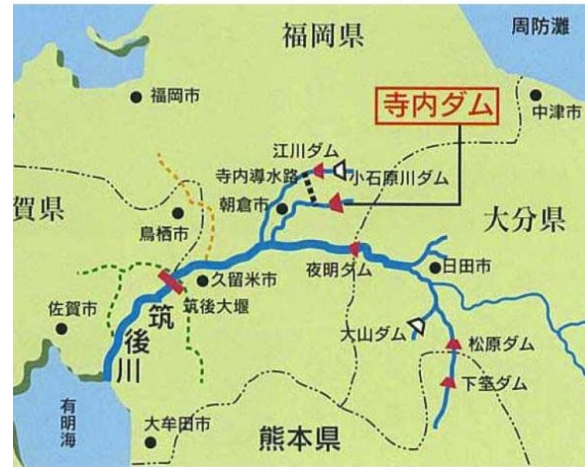 福岡県
周防灘
福岡市
寺内ダム
中津市
江川ダム
寺内導水路
小石原川ダム
賀県
朝倉市
大分県
鳥栖市
夜明ダム
日田市
久留米市
筑後大堰
佐賀市
筑後川
大山ダム
松原ダム
下筌ダム
有明海
大牟田市
熊本県